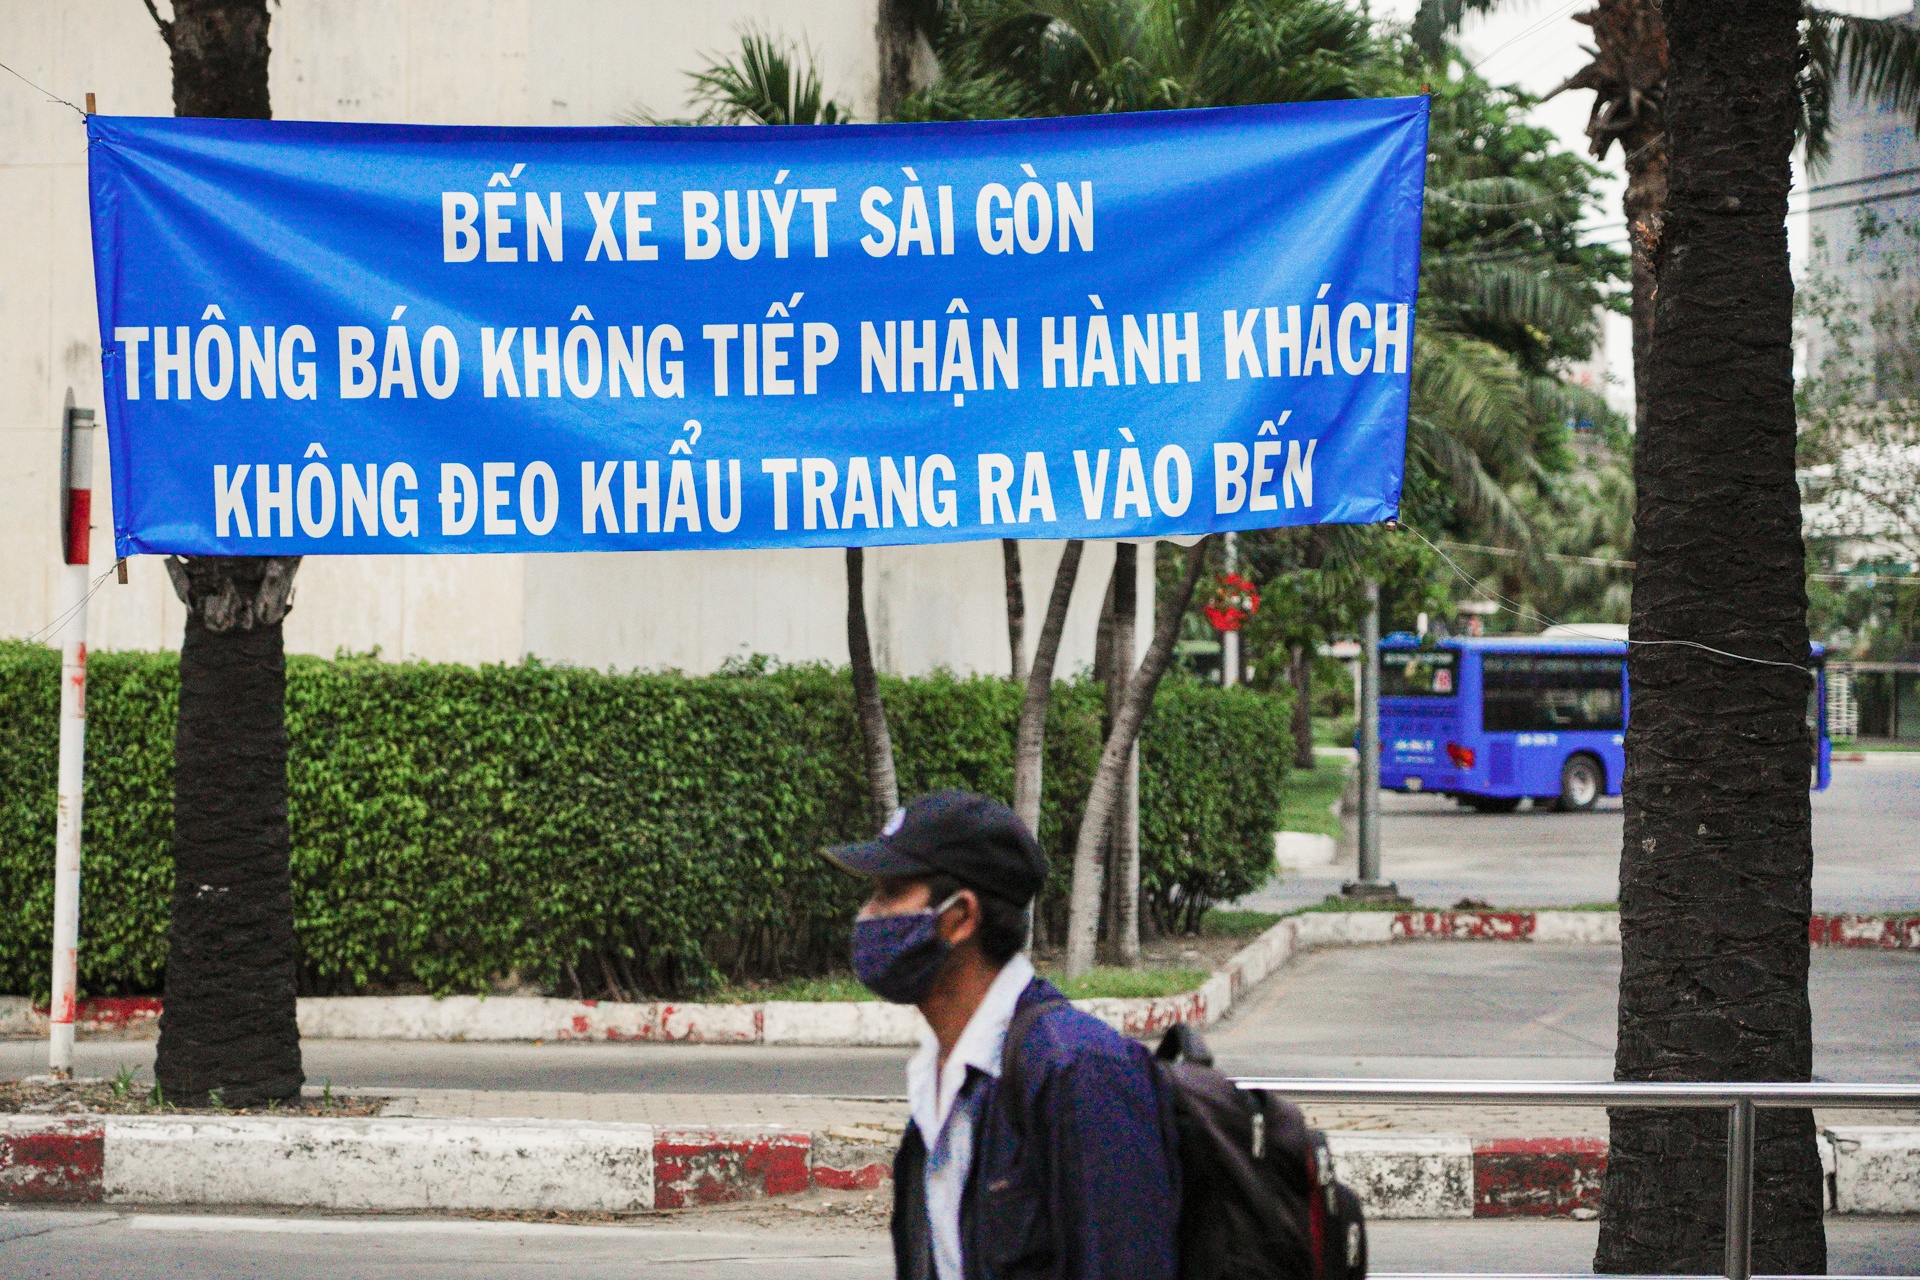 BẾN XE BUÝT SÀI GÒN
THÔNG BÁO KHÔNG TIẾP NHẬN HÀNH KHÁCH
KHÔNG ĐEO KHẨU TRANG RA VÀO BẾN